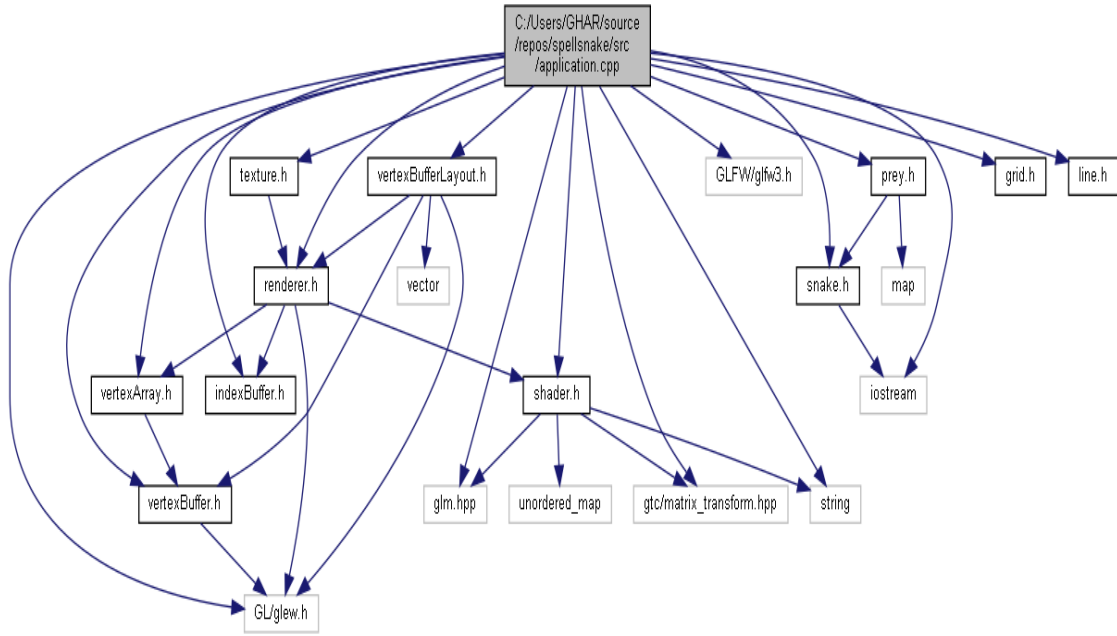 C:/Users/GHAR/source
/repos/spellsnake/src
/application.cpp
texture.h
vertexBufferLayout.h
GLFW/glfw3.h
prey.h
grid.h
line.h
renderer.h
vector
snake.h
map
vertexArray.h
indexBuffer.h
shader.h
iostream
vertexBuffer.h
glm.hpp
unordered_map
gtc/matrix_transform.hpp
string
GL/glew.h